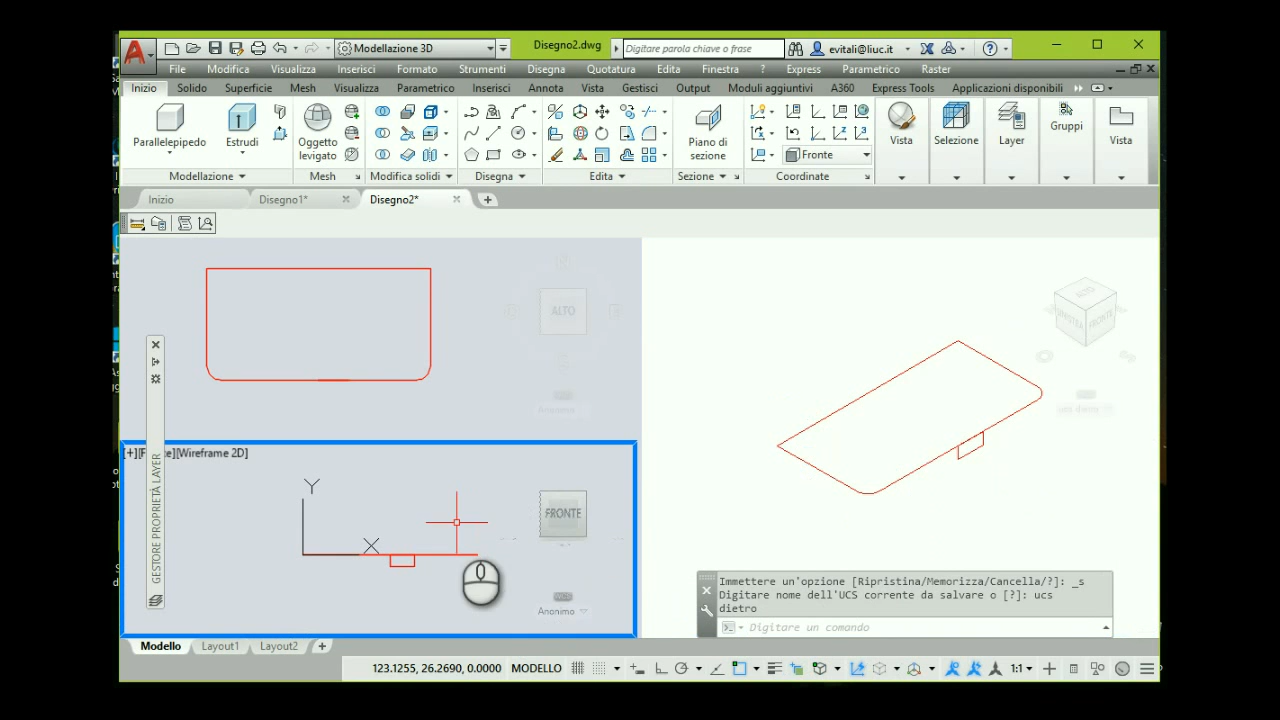 Modellazione 3D
Disegno2.dwg
Digitare parola chiave o frase
evitali@liuc.it
?
File Modifica Visualizza Inserisci Formato Strumenti Disegna Quotatura Edita Finestra ? Express Parametrico Raster
Inizio Solido Superficie Mesh Visualizza Parametrico Inserisci Annota Vista Gestisci Output Moduli aggiuntivi A360 Express Tools Applicazioni disponibili
Parallelepipedo
Estrudi
Oggetto
levigato
Piano di
sezione
Fronte
Vista
Selezione
Layer
Gruppi
Vista
Modellazione
Mesh
Modifica solidi
Disegna
Edita
Sezione
Coordinate
Inizio
Disegno1*
Disegno2*
ALTO
Anonimo
ALTO
FRONTE
ucs dietro
[Wireframe 2D]
Y
X
FRONTE
Anonimo
GESTORE PROPRIETÀ LAYER
Immettere un'opzione [Ripristina/Memorizza/Cancella/?]: _s
Digitare nome dell'UCS corrente da salvare o [?]: ucs
dietro
Digitare un comando
Modello Layout1 Layout2 +
123.1255, 26.2690, 0.0000 MODELLO 1:1